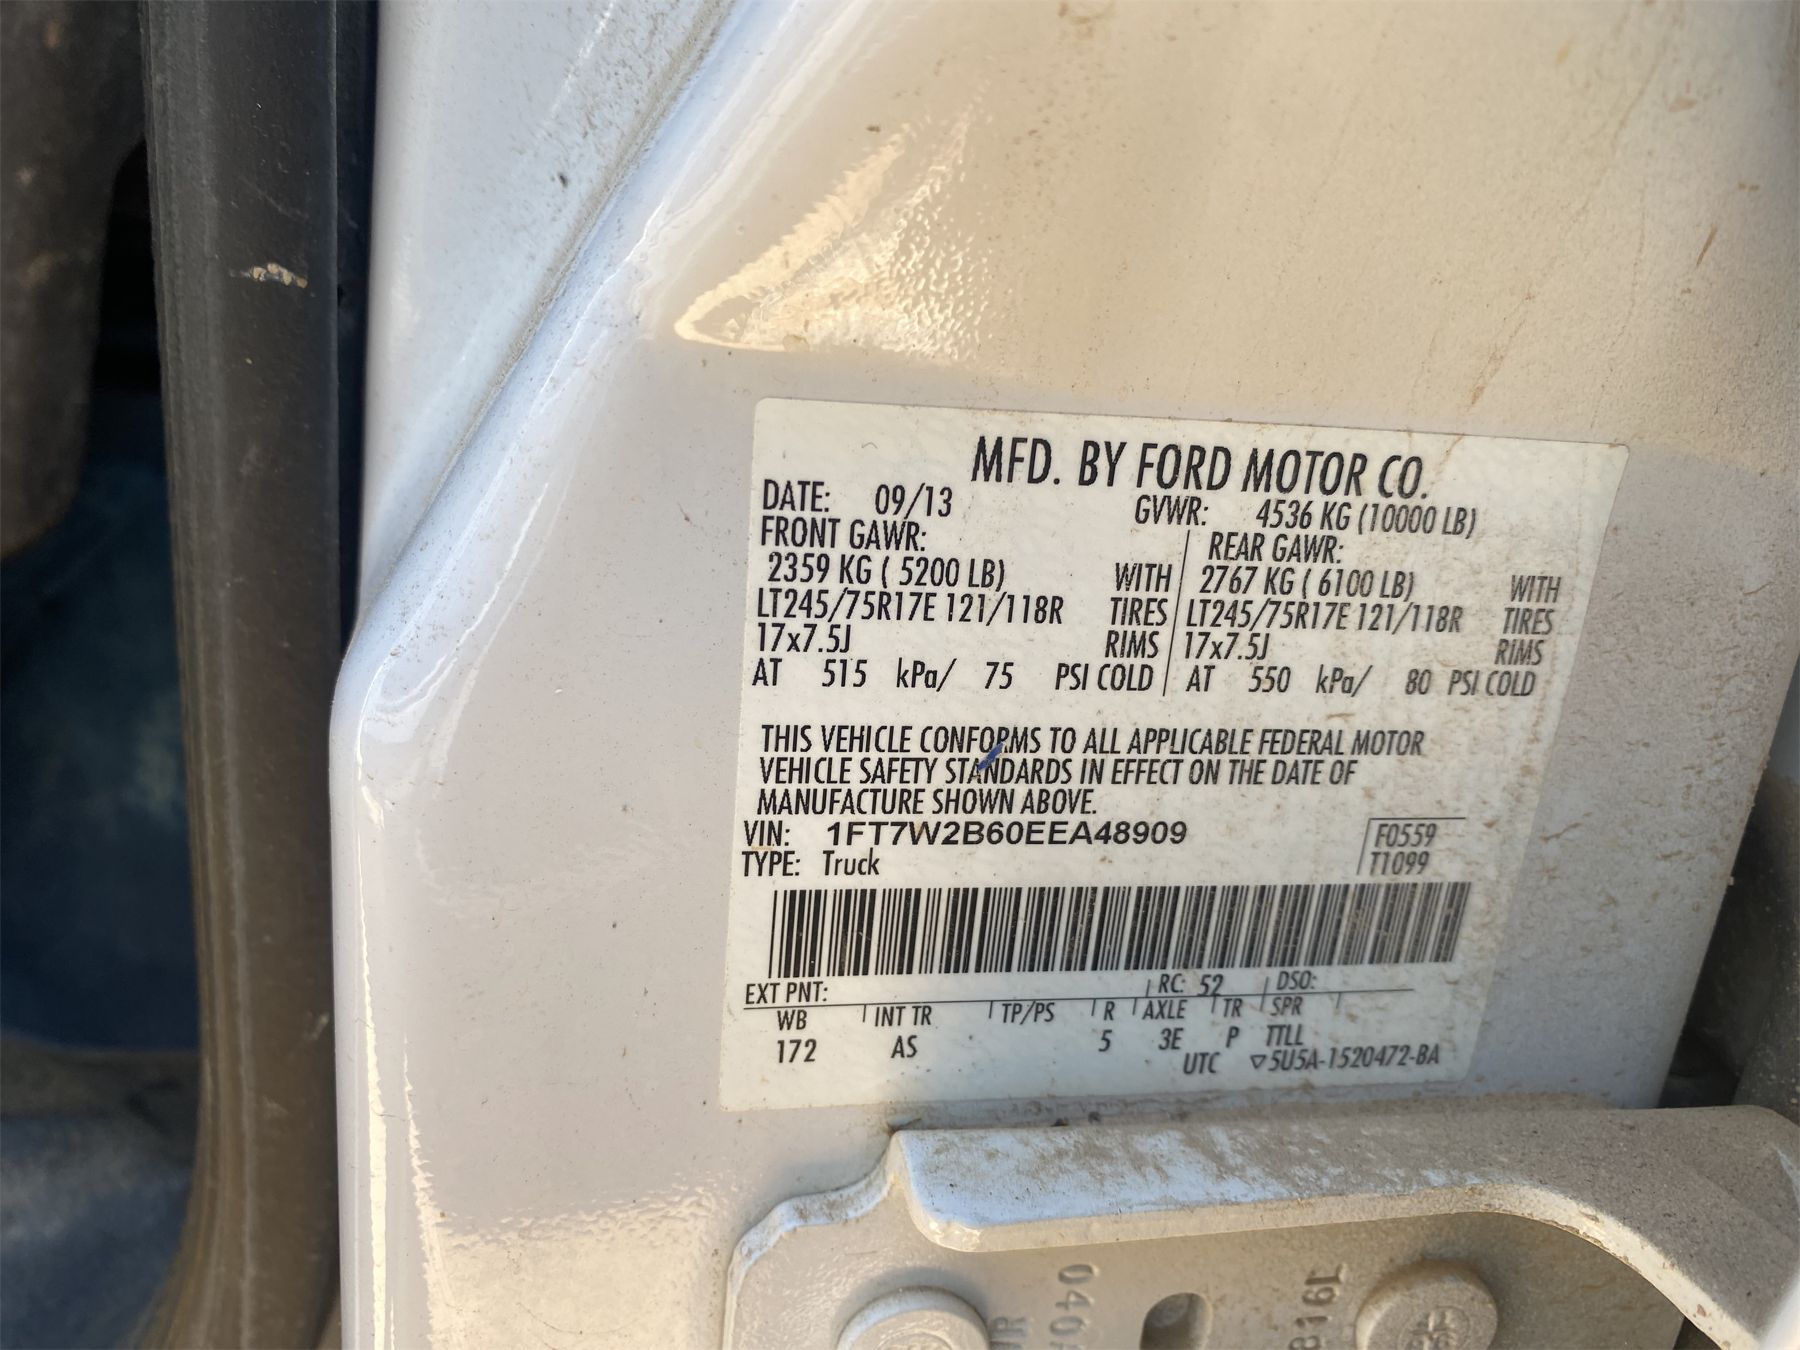 MFD. BY FORD MOTOR CO.
DATE: 09/13 GVWR: 4536 KG (10000 LB)
FRONT GAWR: REAR GAWR:
2359 KG ( 5200 LB) WITH 2767 KG ( 6100 LB) WITH
LT245/75R17E 121/118R TIRES LT245/75R17E 121/118R TIRES
17x7.5J RIMS 17x7.5J RIMS
AT 515 kPa/ 75 PSI COLD AT 550 kPa/ 80 PSI COLD
THIS VEHICLE CONFORMS TO ALL APPLICABLE FEDERAL MOTOR
VEHICLE SAFETY STANDARDS IN EFFECT ON THE DATE OF
MANUFACTURE SHOWN ABOVE.
VIN: 1FT7W2B60EEA48909 F0559
TYPE: Truck T1099
EXT PNT: RC: 52 DSO:
WB INT TR TP/PS R AXLE TR SPR
172 AS 5 3E P TTLL
UTC ▽5U5A-1520472-BA